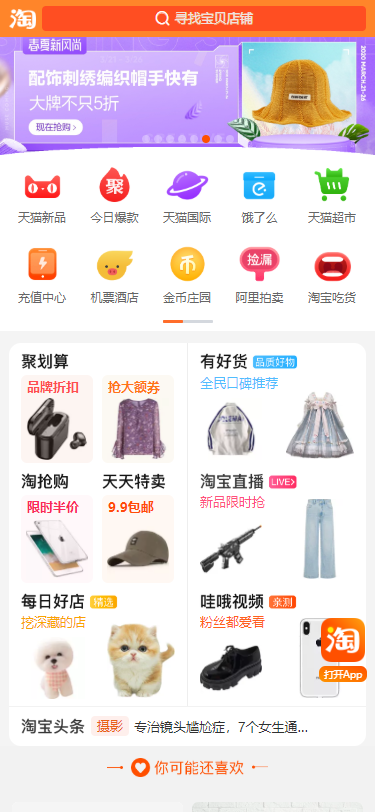 淘 寻找宝贝店铺
春夏新风尚
配饰刺绣编织帽手快有
大牌不只5折
现在抢购
2020 MARCH.25-26
天猫新品 今日爆款 天猫国际 饿了么 天猫超市
充值中心 机票酒店 金币庄园 阿里拍卖 淘宝吃货
聚划算
品牌折扣 抢大额券
有好货 品质好物
全民口碑推荐
淘抢购 天天特卖
限时半价 9.9包邮
淘宝直播 LIVE
新品限时抢
每日好店 精选
挖深藏的店
哇哦视频 亲测
粉丝都爱看
淘
打开App
淘宝头条 摄影 专治镜头尴尬症，7个女生通...
你可能还喜欢